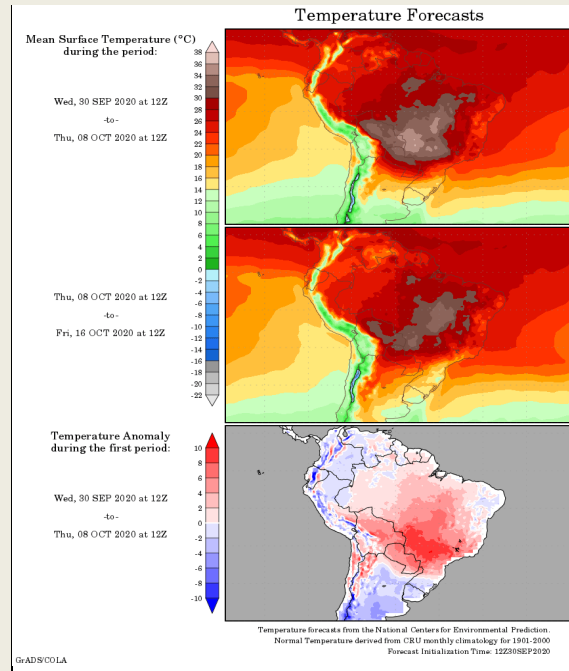 Temperature Forecasts
Mean Surface Temperature (°C)
during the period:
Wed, 30 SEP 2020 at 12Z
-to-
Thu, 08 OCT 2020 at 12Z
38
36
34
32
30
28
26
24
22
20
18
16
14
12
10
8
6
4
2
0
-2
-4
-6
-8
-10
-12
-14
-16
-18
-20
-22
Thu, 08 OCT 2020 at 12Z
-to-
Fri, 16 OCT 2020 at 12Z
Temperature Anomaly
during the first period:
Wed, 30 SEP 2020 at 12Z
-to-
Thu, 08 OCT 2020 at 12Z
10
8
6
4
2
0
-2
-4
-6
-8
-10
Temperature forecasts from the National Centers for Environmental Prediction.
Normal Temperature derived from CRU monthly climatology for 1901-2000
Forecast Initialization Time: 12Z30SEP2020
GrADS/COLA